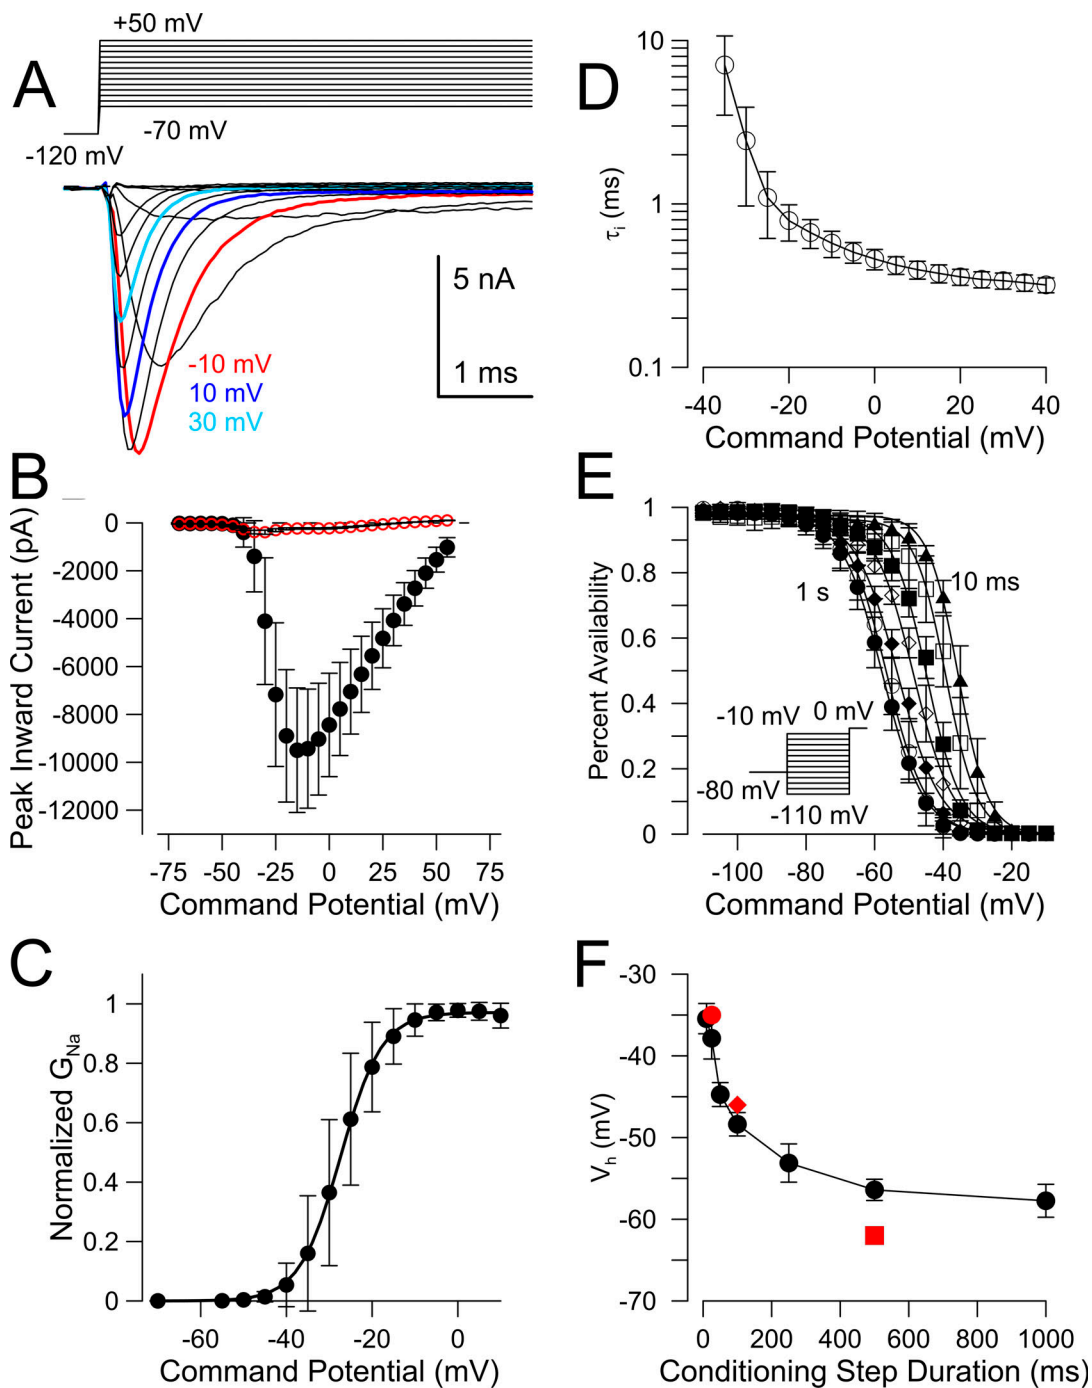 A
+50 mV
-70 mV
-120 mV
5 nA
1 ms
-10 mV
10 mV
30 mV
B
Peak Inward Current (pA)
0
-2000
-4000
-6000
-8000
-10000
-12000
-75 -50 -25 0 25 50 75
Command Potential (mV)
C
Normalized GNa
1
0.8
0.6
0.4
0.2
0
-60 -40 -20 0
Command Potential (mV)
D
τi (ms)
10
1
0.1
-40 -20 0 20 40
Command Potential (mV)
E
Percent Availability
1
0.8
0.6
0.4
0.2
0
1 s
10 ms
-10 mV 0 mV
-80 mV
-110 mV
-100 -80 -60 -40 -20
Command Potential (mV)
F
Vh (mV)
-30
-40
-50
-60
-70
0 200 400 600 800 1000
Conditioning Step Duration (ms)